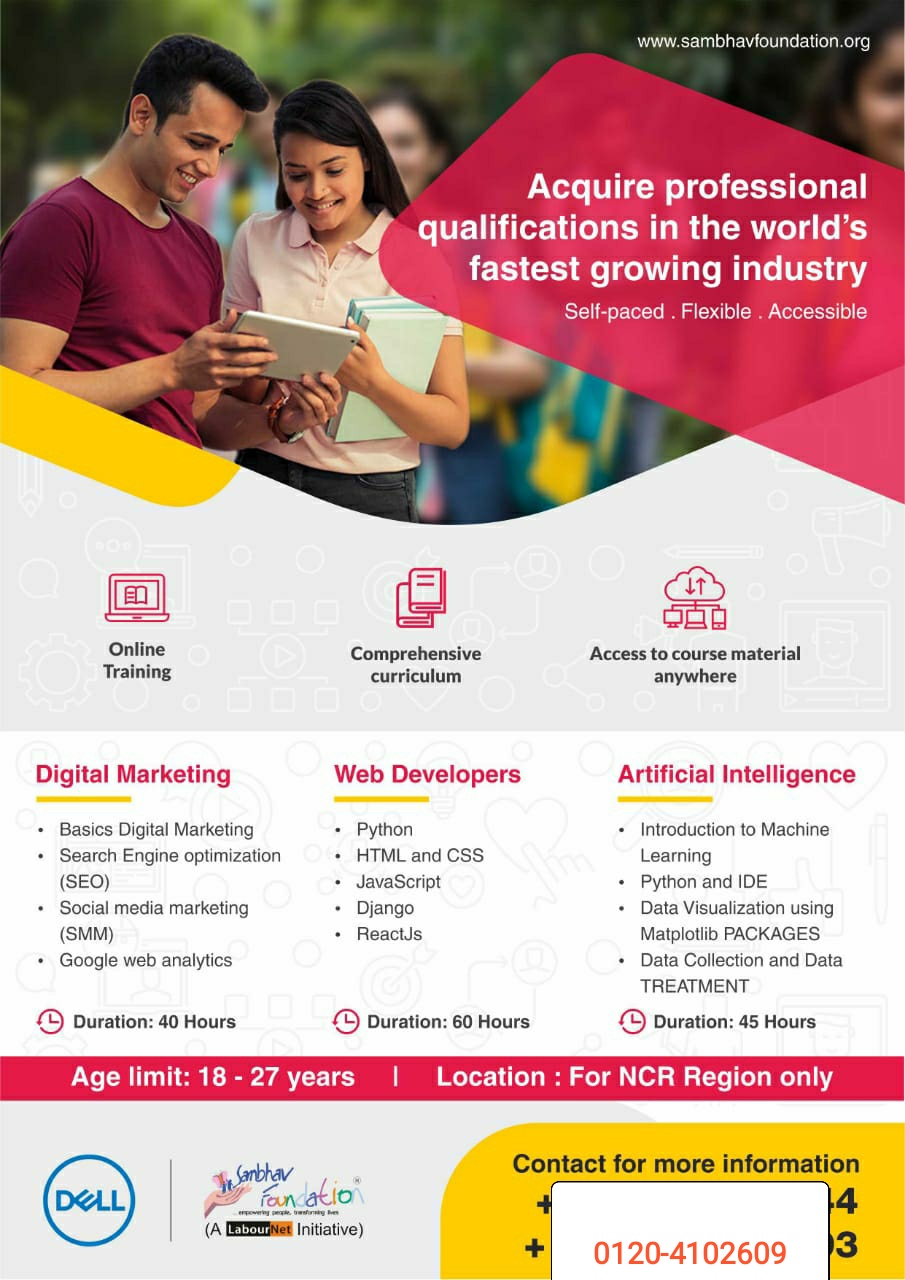 www.sambhavfoundation.org
Acquire professional
qualifications in the world's
fastest growing industry
Self-paced . Flexible . Accessible
Online
Training
Comprehensive
curriculum
Access to course material
anywhere
Digital Marketing
• Basics Digital Marketing
• Search Engine optimization
(SEO)
• Social media marketing
(SMM)
• Google web analytics
Duration: 40 Hours
Web Developers
• Python
• HTML and CSS
• JavaScript
• Django
• ReactJs
Duration: 60 Hours
Artificial Intelligence
• Introduction to Machine
Learning
• Python and IDE
• Data Visualization using
Matplotlib PACKAGES
• Data Collection and Data
TREATMENT
Duration: 45 Hours
Age limit: 18 - 27 years | Location : For NCR Region only
DELL
Sambhav
Foundation
...empowering people, transforming lives
(A LabourNet Initiative)
Contact for more information
+ 4
+ 3
0120-4102609